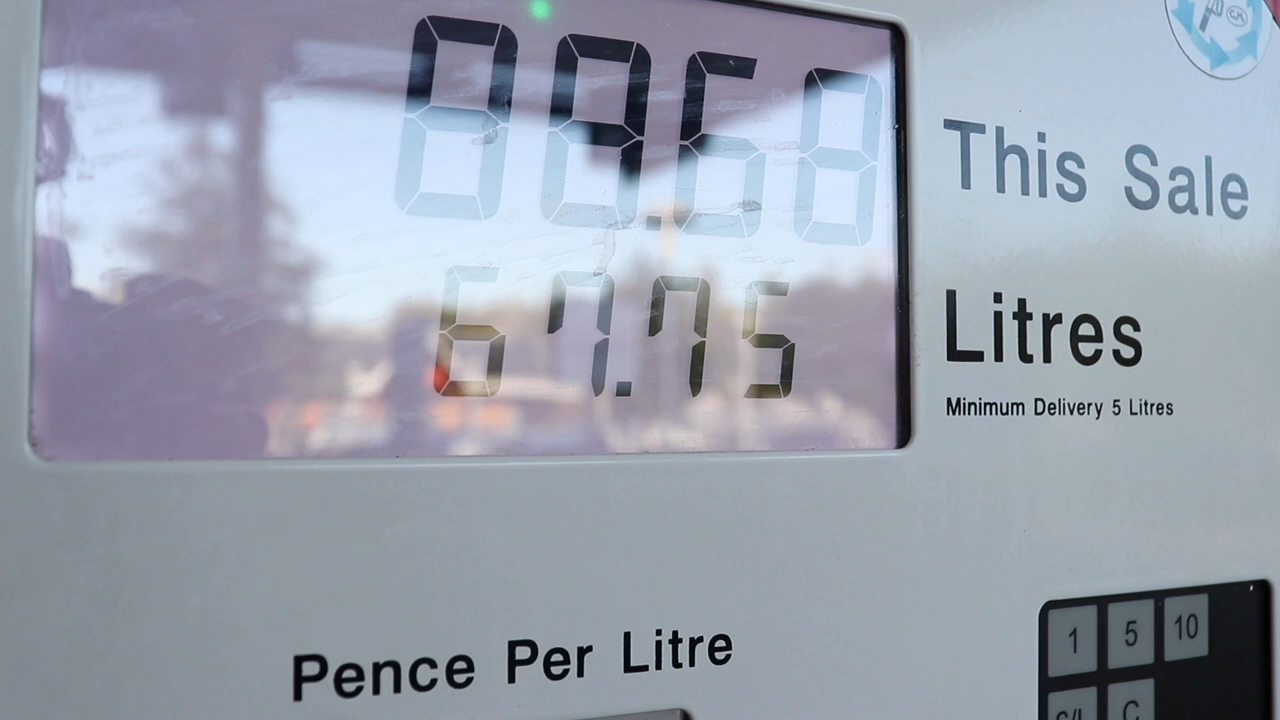 88.68
This Sale
67.75
Litres
Minimum Delivery 5 Litres
Pence Per Litre
1 5 10
C